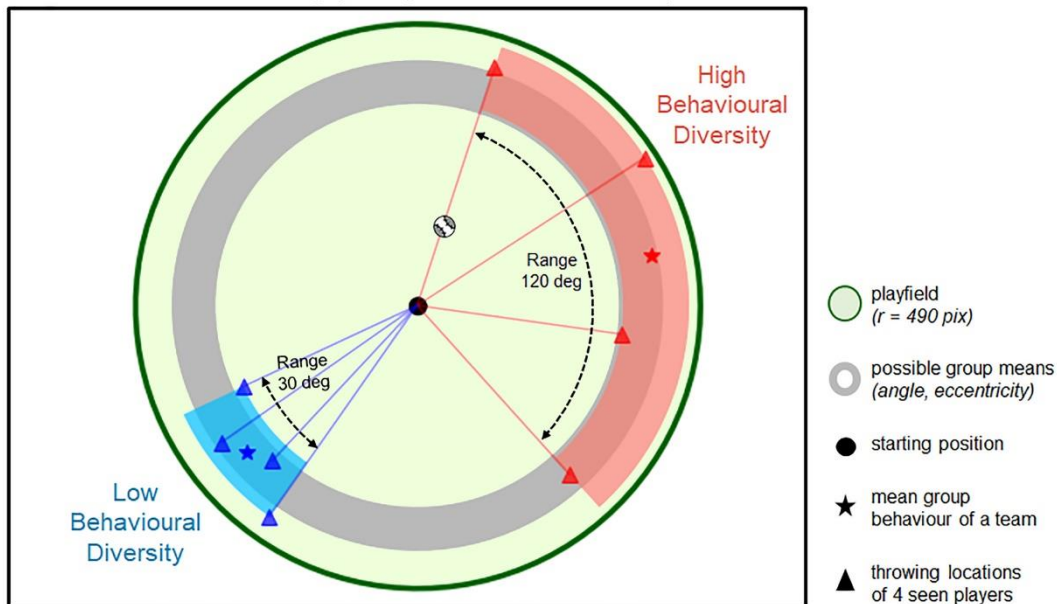 High
Behavioural
Diversity
Range
120 deg
Range
30 deg
Low
Behavioural
Diversity
playfield
(r = 490 pix)
possible group means
(angle, eccentricity)
starting position
mean group
behaviour of a team
throwing locations
of 4 seen players